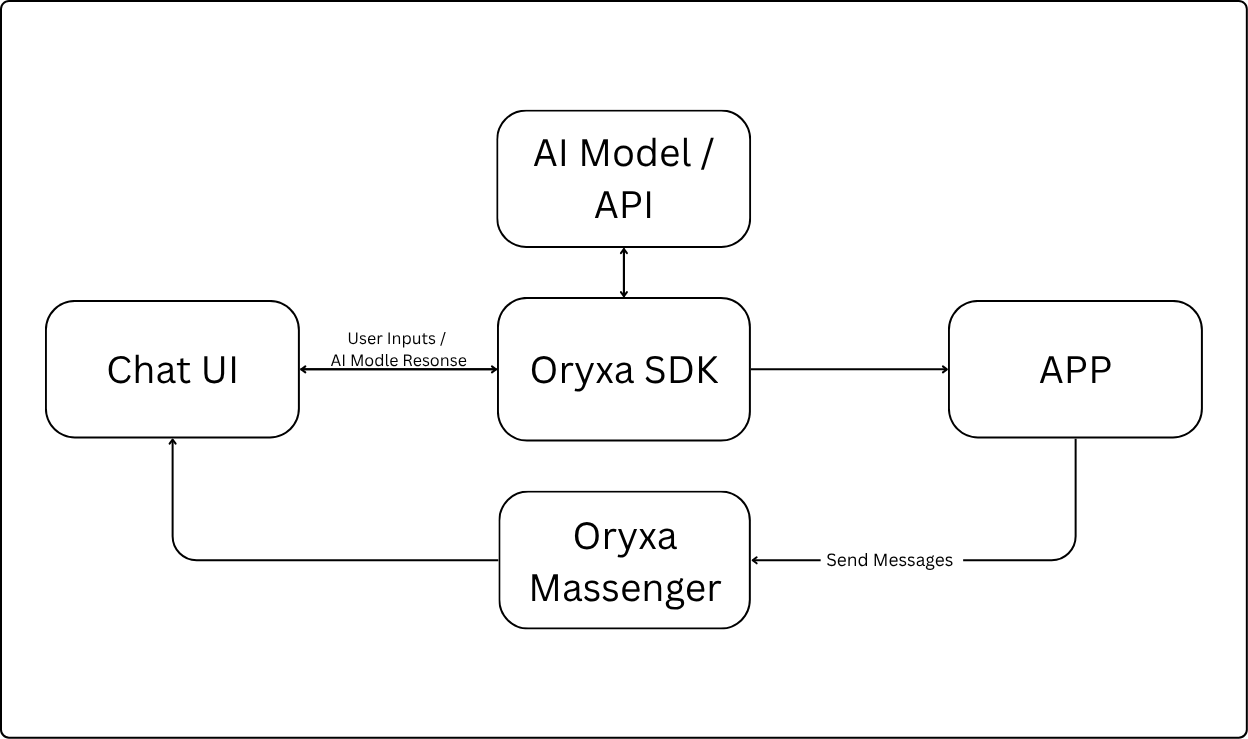 AI Model /
API
User Inputs /
AI Modle Resonse
Chat UI
Oryxa SDK
APP
Oryxa
Massenger
Send Messages